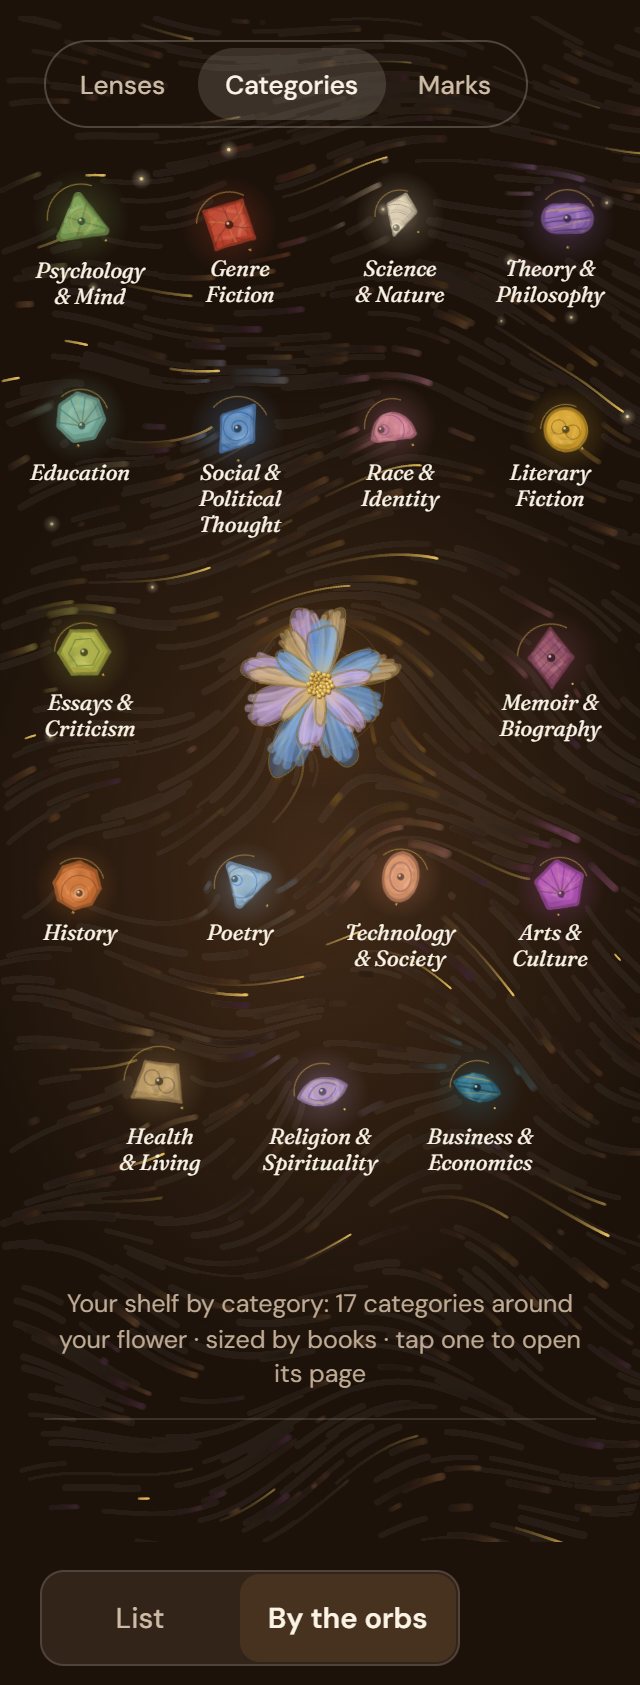 Lenses
Categories
Marks
Psychology
& Mind
Genre
Fiction
Science
& Nature
Theory &
Philosophy
Education
Social &
Political
Thought
Race &
Identity
Literary
Fiction
Essays &
Criticism
Memoir &
Biography
History
Poetry
Technology
& Society
Arts &
Culture
Health
& Living
Religion &
Spirituality
Business &
Economics
Your shelf by category: 17 categories around
your flower · sized by books · tap one to open
its page
List
By the orbs